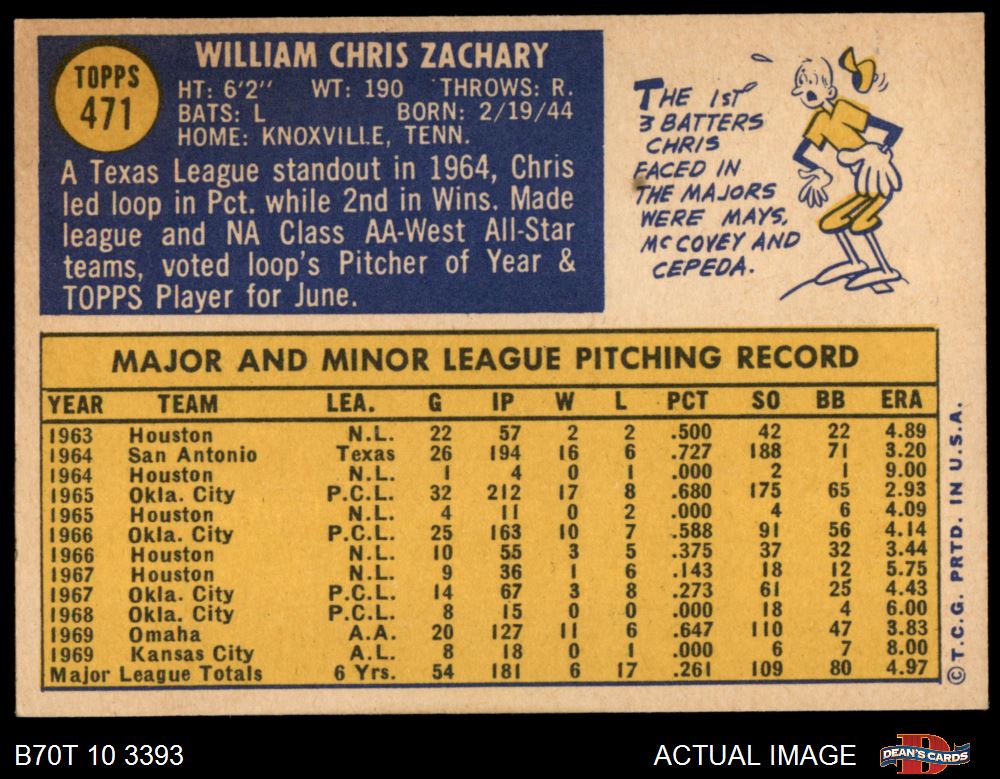 TOPPS
471
WILLIAM CHRIS ZACHARY
HT: 6'2" WT: 190 THROWS: R.
BATS: L BORN: 2/19/44
HOME: KNOXVILLE, TENN.
A Texas League standout in 1964, Chris
led loop in Pct. while 2nd in Wins. Made
league and NA Class AA-West All-Star
teams, voted loop's Pitcher of Year &
TOPPS Player for June.
THE 1ST
3 BATTERS
CHRIS
FACED IN
THE MAJORS
WERE MAYS,
McCOVEY AND
CEPEDA.
MAJOR AND MINOR LEAGUE PITCHING RECORD
YEAR TEAM LEA. G IP W L PCT SO BB ERA
1963 Houston N.L. 22 57 2 2 .500 42 22 4.89
1964 San Antonio Texas 26 194 16 6 .727 188 71 3.20
1964 Houston N.L. 1 4 0 1 .000 2 1 9.00
1965 Okla. City P.C.L. 32 212 17 8 .680 175 65 2.93
1965 Houston N.L. 4 11 0 2 .000 4 6 4.09
1966 Okla. City P.C.L. 25 163 10 7 .588 91 56 4.14
1966 Houston N.L. 10 55 3 5 .375 37 32 3.44
1967 Houston N.L. 9 36 1 6 .143 18 12 5.75
1967 Okla. City P.C.L. 14 67 3 8 .273 61 25 4.43
1968 Okla. City P.C.L. 8 15 0 0 .000 18 4 6.00
1969 Omaha A.A. 20 127 11 6 .647 110 47 3.83
1969 Kansas City A.L. 8 18 0 1 .000 6 7 8.00
Major League Totals 6 Yrs. 54 181 6 17 .261 109 80 4.97
© T.C.G. PRTD. IN U.S.A.
B70T 10 3393
ACTUAL IMAGE
DEAN'S CARDS